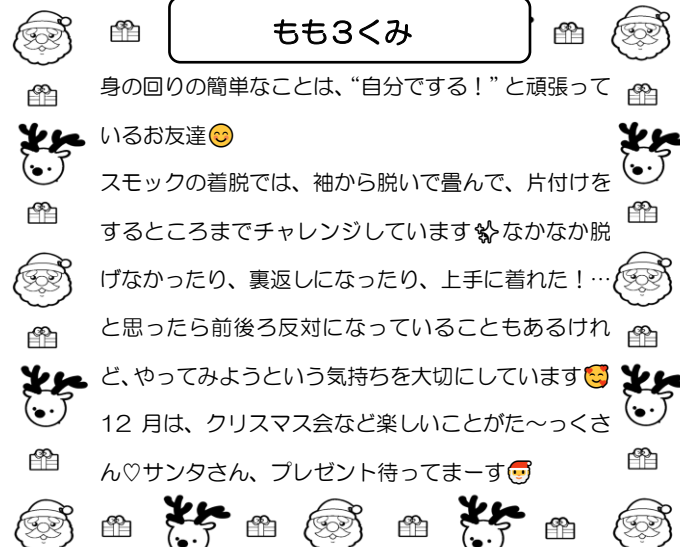 もも3くみ
身の回りの簡単なことは、“自分でする！”と頑張って
いるお友達😊
スモックの着脱では、袖から脱いで畳んで、片付けを
するところまでチャレンジしています✨なかなか脱
げなかったり、裏返しになったり、上手に着れた！…
と思ったら前後ろ反対になっていることもあるけれ
ど、やってみようという気持ちを大切にしています🥰
12 月は、クリスマス会など楽しいことがた～っくさ
ん♡サンタさん、プレゼント待ってまーす🎅